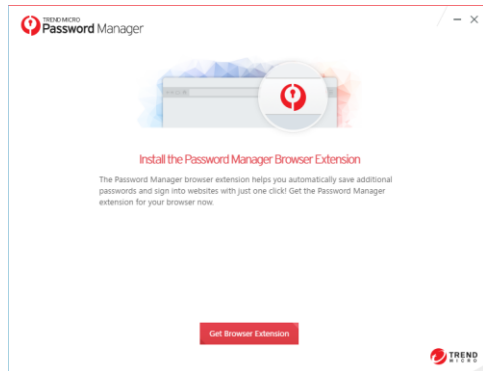 TREND MICRO
Password Manager
Install the Password Manager Browser Extension
The Password Manager browser extension helps you automatically save additional
passwords and sign into websites with just one click! Get the Password Manager
extension for your browser now.
Get Browser Extension
TREND
MICRO